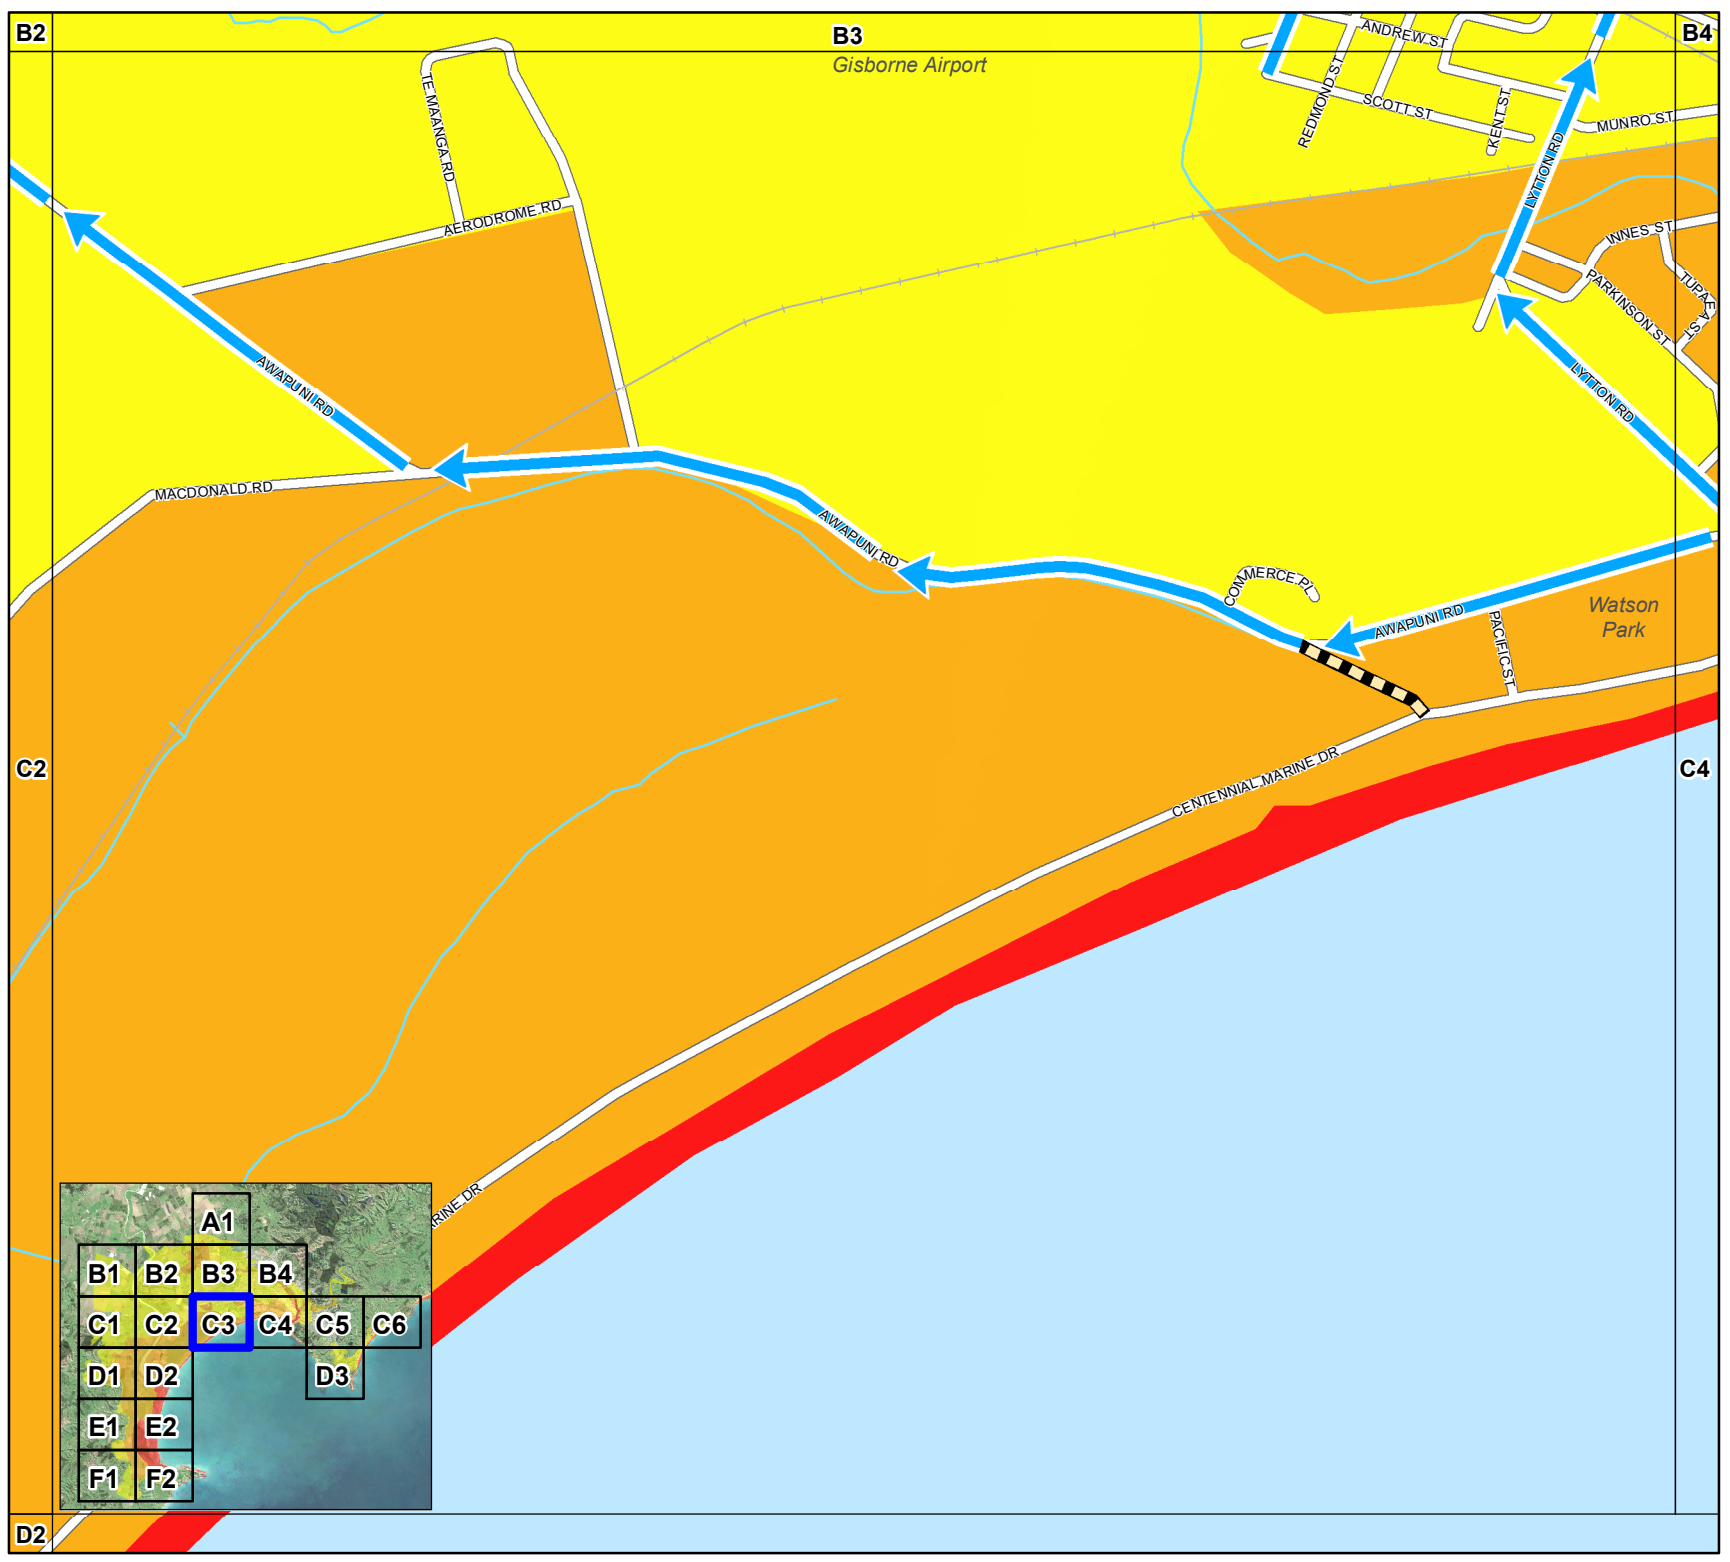 B2
B3
B4
Gisborne Airport
ANDREW ST
REDMOND ST
SCOTT ST
KENT ST
MUNRO ST
LYTTON RD
TE MAANGA RD
AERODROME RD
INNES ST
PARKINSON ST
TUPAEA ST
LYTTON RD
AWAPUNI RD
MACDONALD RD
AWAPUNI RD
COMMERCE PL
AWAPUNI RD
PACIFIC ST
Watson
Park
C2
C4
CENTENNIAL MARINE DR
RINE DR
A1
B1 B2 B3 B4
C1 C2 C3 C4 C5 C6
D1 D2 D3
E1 E2
F1 F2
D2